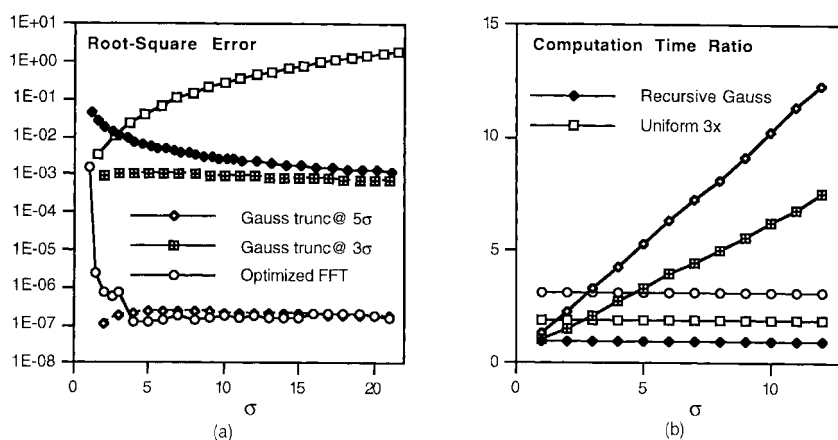 Root-Square Error
1E+01
1E+00
1E-01
1E-02
1E-03
1E-04
1E-05
1E-06
1E-07
1E-08
Gauss trunc@ 5σ
Gauss trunc@ 3σ
Optimized FFT
0 5 10 15 20
σ
(a)
Computation Time Ratio
15
10
5
0
Recursive Gauss
Uniform 3x
0 5 10
σ
(b)